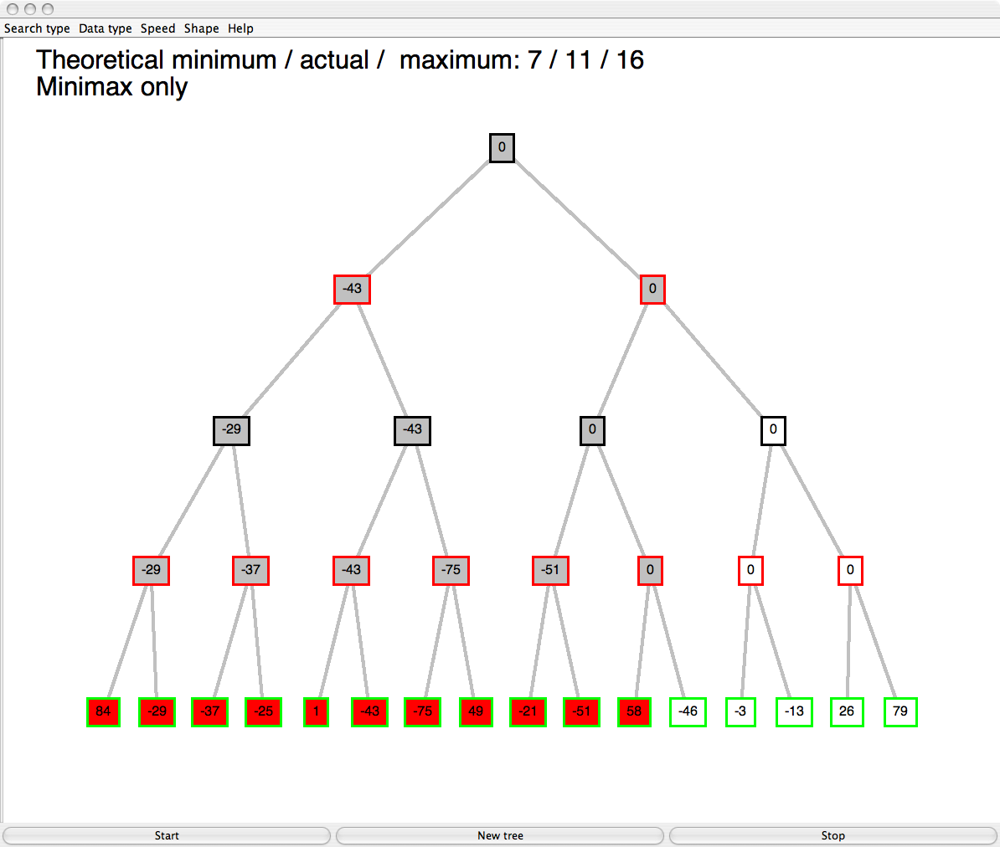 Search type Data type Speed Shape Help
Theoretical minimum / actual /  maximum: 7 / 11 / 16
Minimax only
0
-43 0
-29 -43 0 0
-29 -37 -43 -75 -51 0 0 0
84 -29 -37 -25 1 -43 -75 49 -21 -51 58 -46 -3 -13 26 79
Start New tree Stop